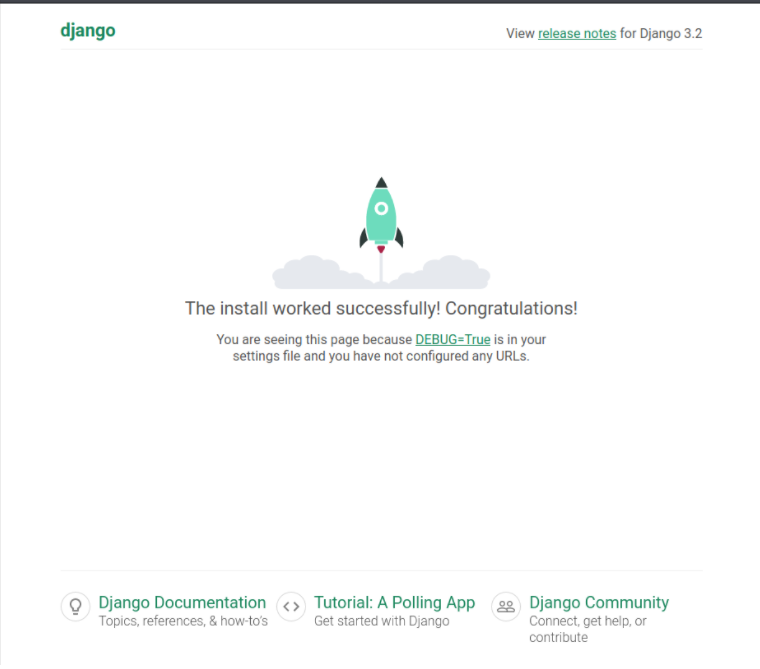 django
View release notes for Django 3.2
The install worked successfully! Congratulations!
You are seeing this page because DEBUG=True is in your
settings file and you have not configured any URLs.
Django Documentation
Topics, references, & how-to's
Tutorial: A Polling App
Get started with Django
Django Community
Connect, get help, or
contribute